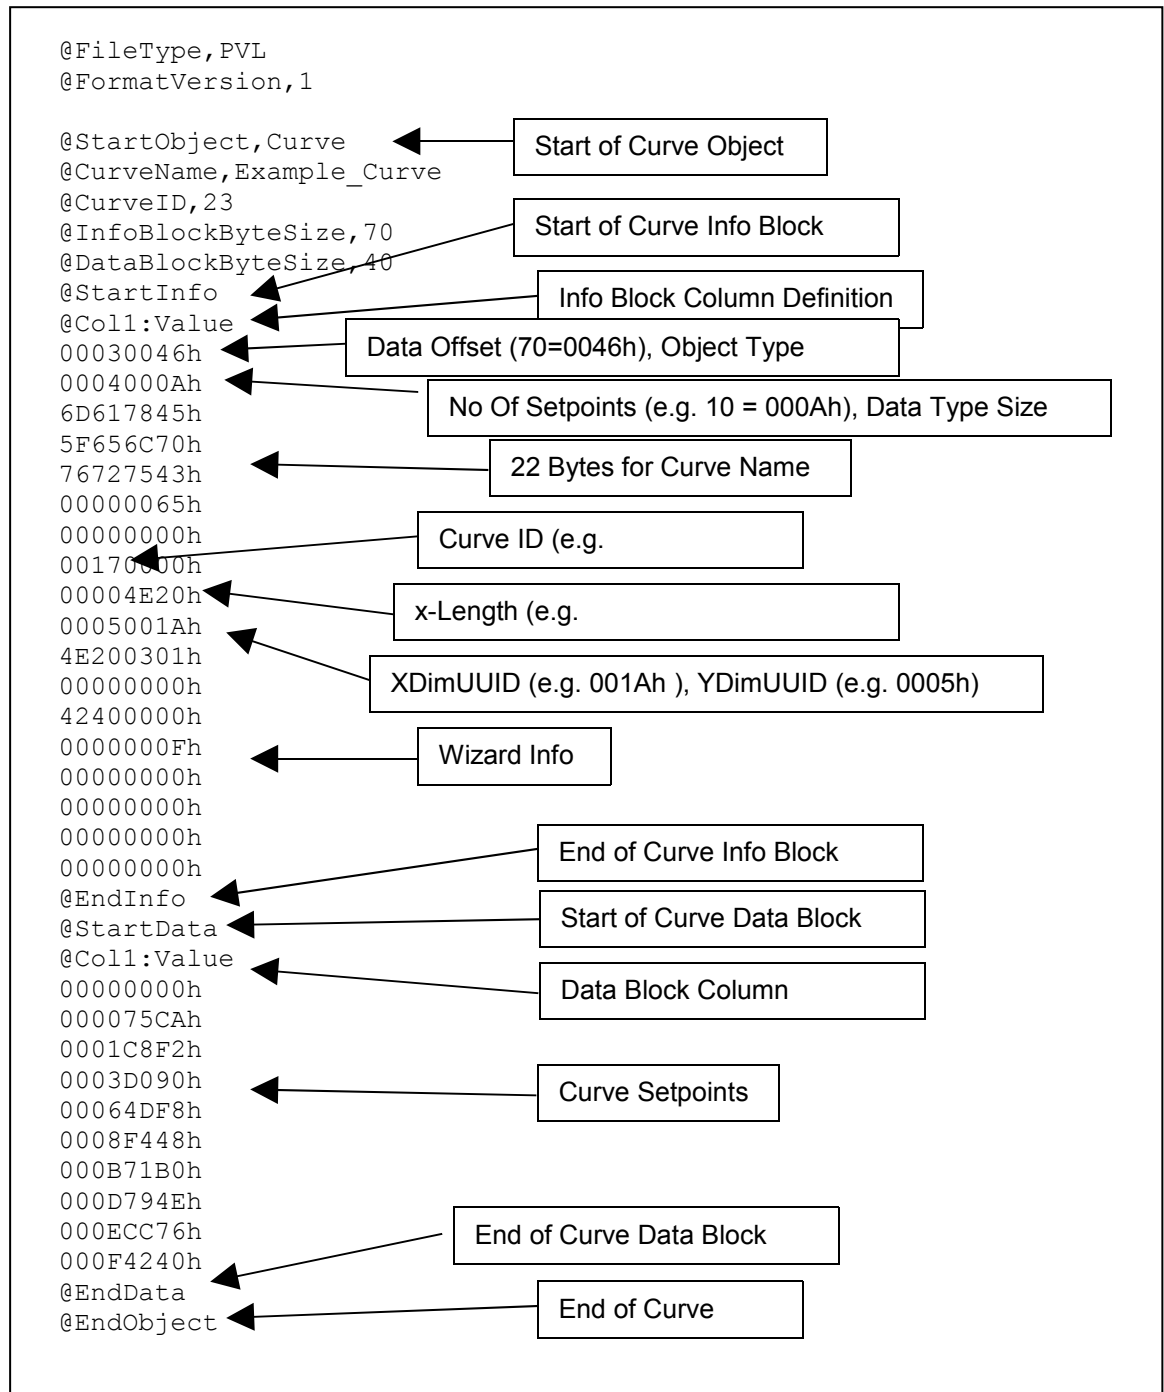 @FileType,PVL
@FormatVersion,1
@StartObject,Curve
Start of Curve Object
@CurveName,Example_Curve
@CurveID,23
@InfoBlockByteSize,70
Start of Curve Info Block
@DataBlockByteSize,40
@StartInfo
Info Block Column Definition
@Col1:Value
00030046h
Data Offset (70=0046h), Object Type
0004000Ah
No Of Setpoints (e.g. 10 = 000Ah), Data Type Size
6D617845h
5F656C70h
76727543h
22 Bytes for Curve Name
00000065h
00000000h
Curve ID (e.g.
00170000h
00004E20h
x-Length (e.g.
0005001Ah
4E200301h
XDimUUID (e.g. 001Ah ), YDimUUID (e.g. 0005h)
00000000h
42400000h
0000000Fh
Wizard Info
00000000h
00000000h
00000000h
00000000h
End of Curve Info Block
@EndInfo
@StartData
Start of Curve Data Block
@Col1:Value
00000000h
Data Block Column
000075CAh
0001C8F2h
0003D090h
Curve Setpoints
00064DF8h
0008F448h
000B71B0h
000D794Eh
000ECC76h
End of Curve Data Block
000F4240h
@EndData
@EndObject
End of Curve